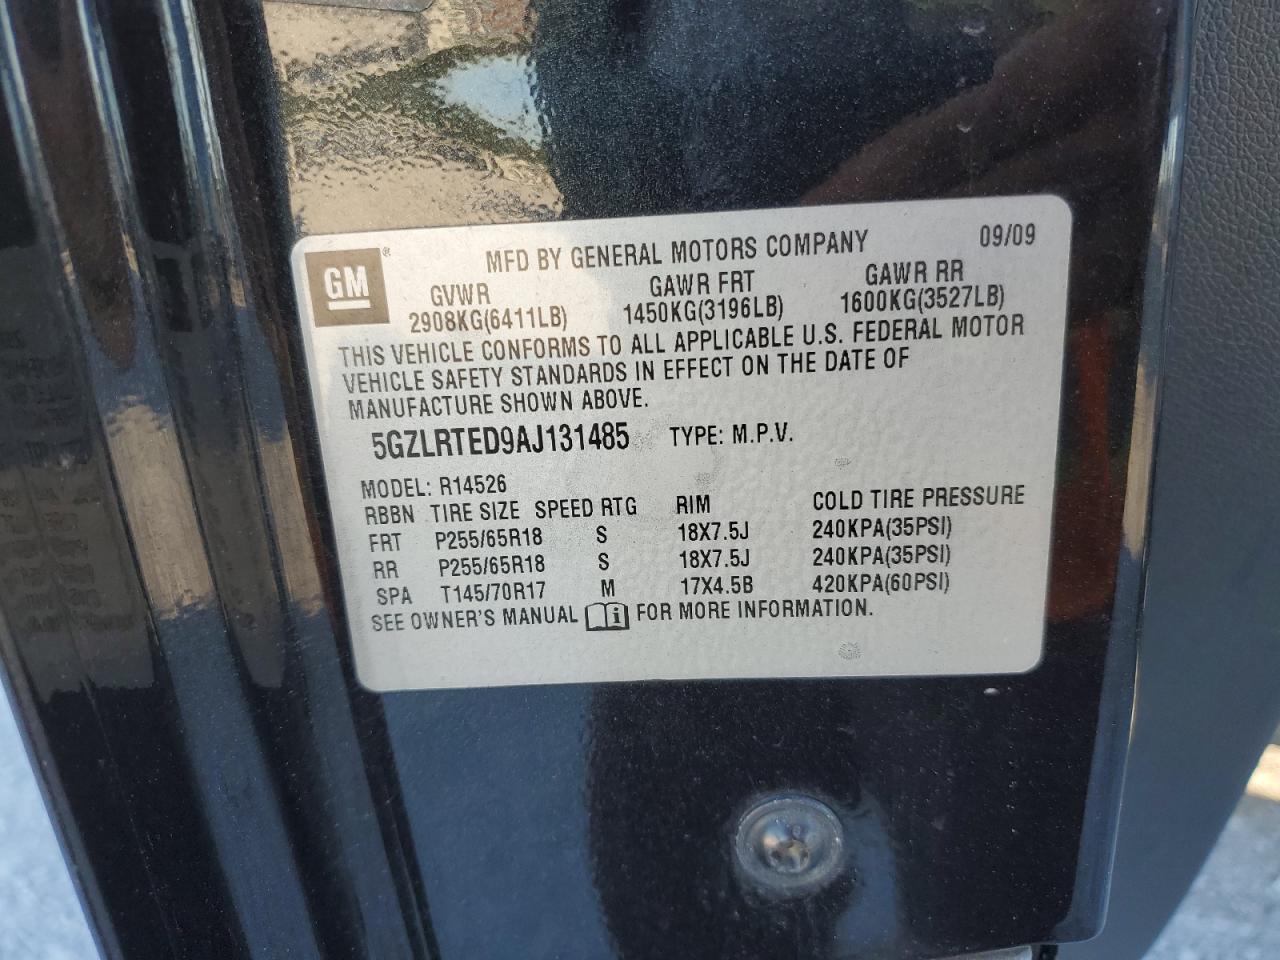 GM ®
MFD BY GENERAL MOTORS COMPANY 09/09
GVWR GAWR FRT GAWR RR
2908KG(6411LB) 1450KG(3196LB) 1600KG(3527LB)
THIS VEHICLE CONFORMS TO ALL APPLICABLE U.S. FEDERAL MOTOR
VEHICLE SAFETY STANDARDS IN EFFECT ON THE DATE OF
MANUFACTURE SHOWN ABOVE.
5GZLRTED9AJ131485 TYPE: M.P.V.
MODEL: R14526
RBBN TIRE SIZE SPEED RTG RIM COLD TIRE PRESSURE
FRT P255/65R18 S 18X7.5J 240KPA(35PSI)
RR P255/65R18 S 18X7.5J 240KPA(35PSI)
SPA T145/70R17 M 17X4.5B 420KPA(60PSI)
SEE OWNER'S MANUAL i FOR MORE INFORMATION.